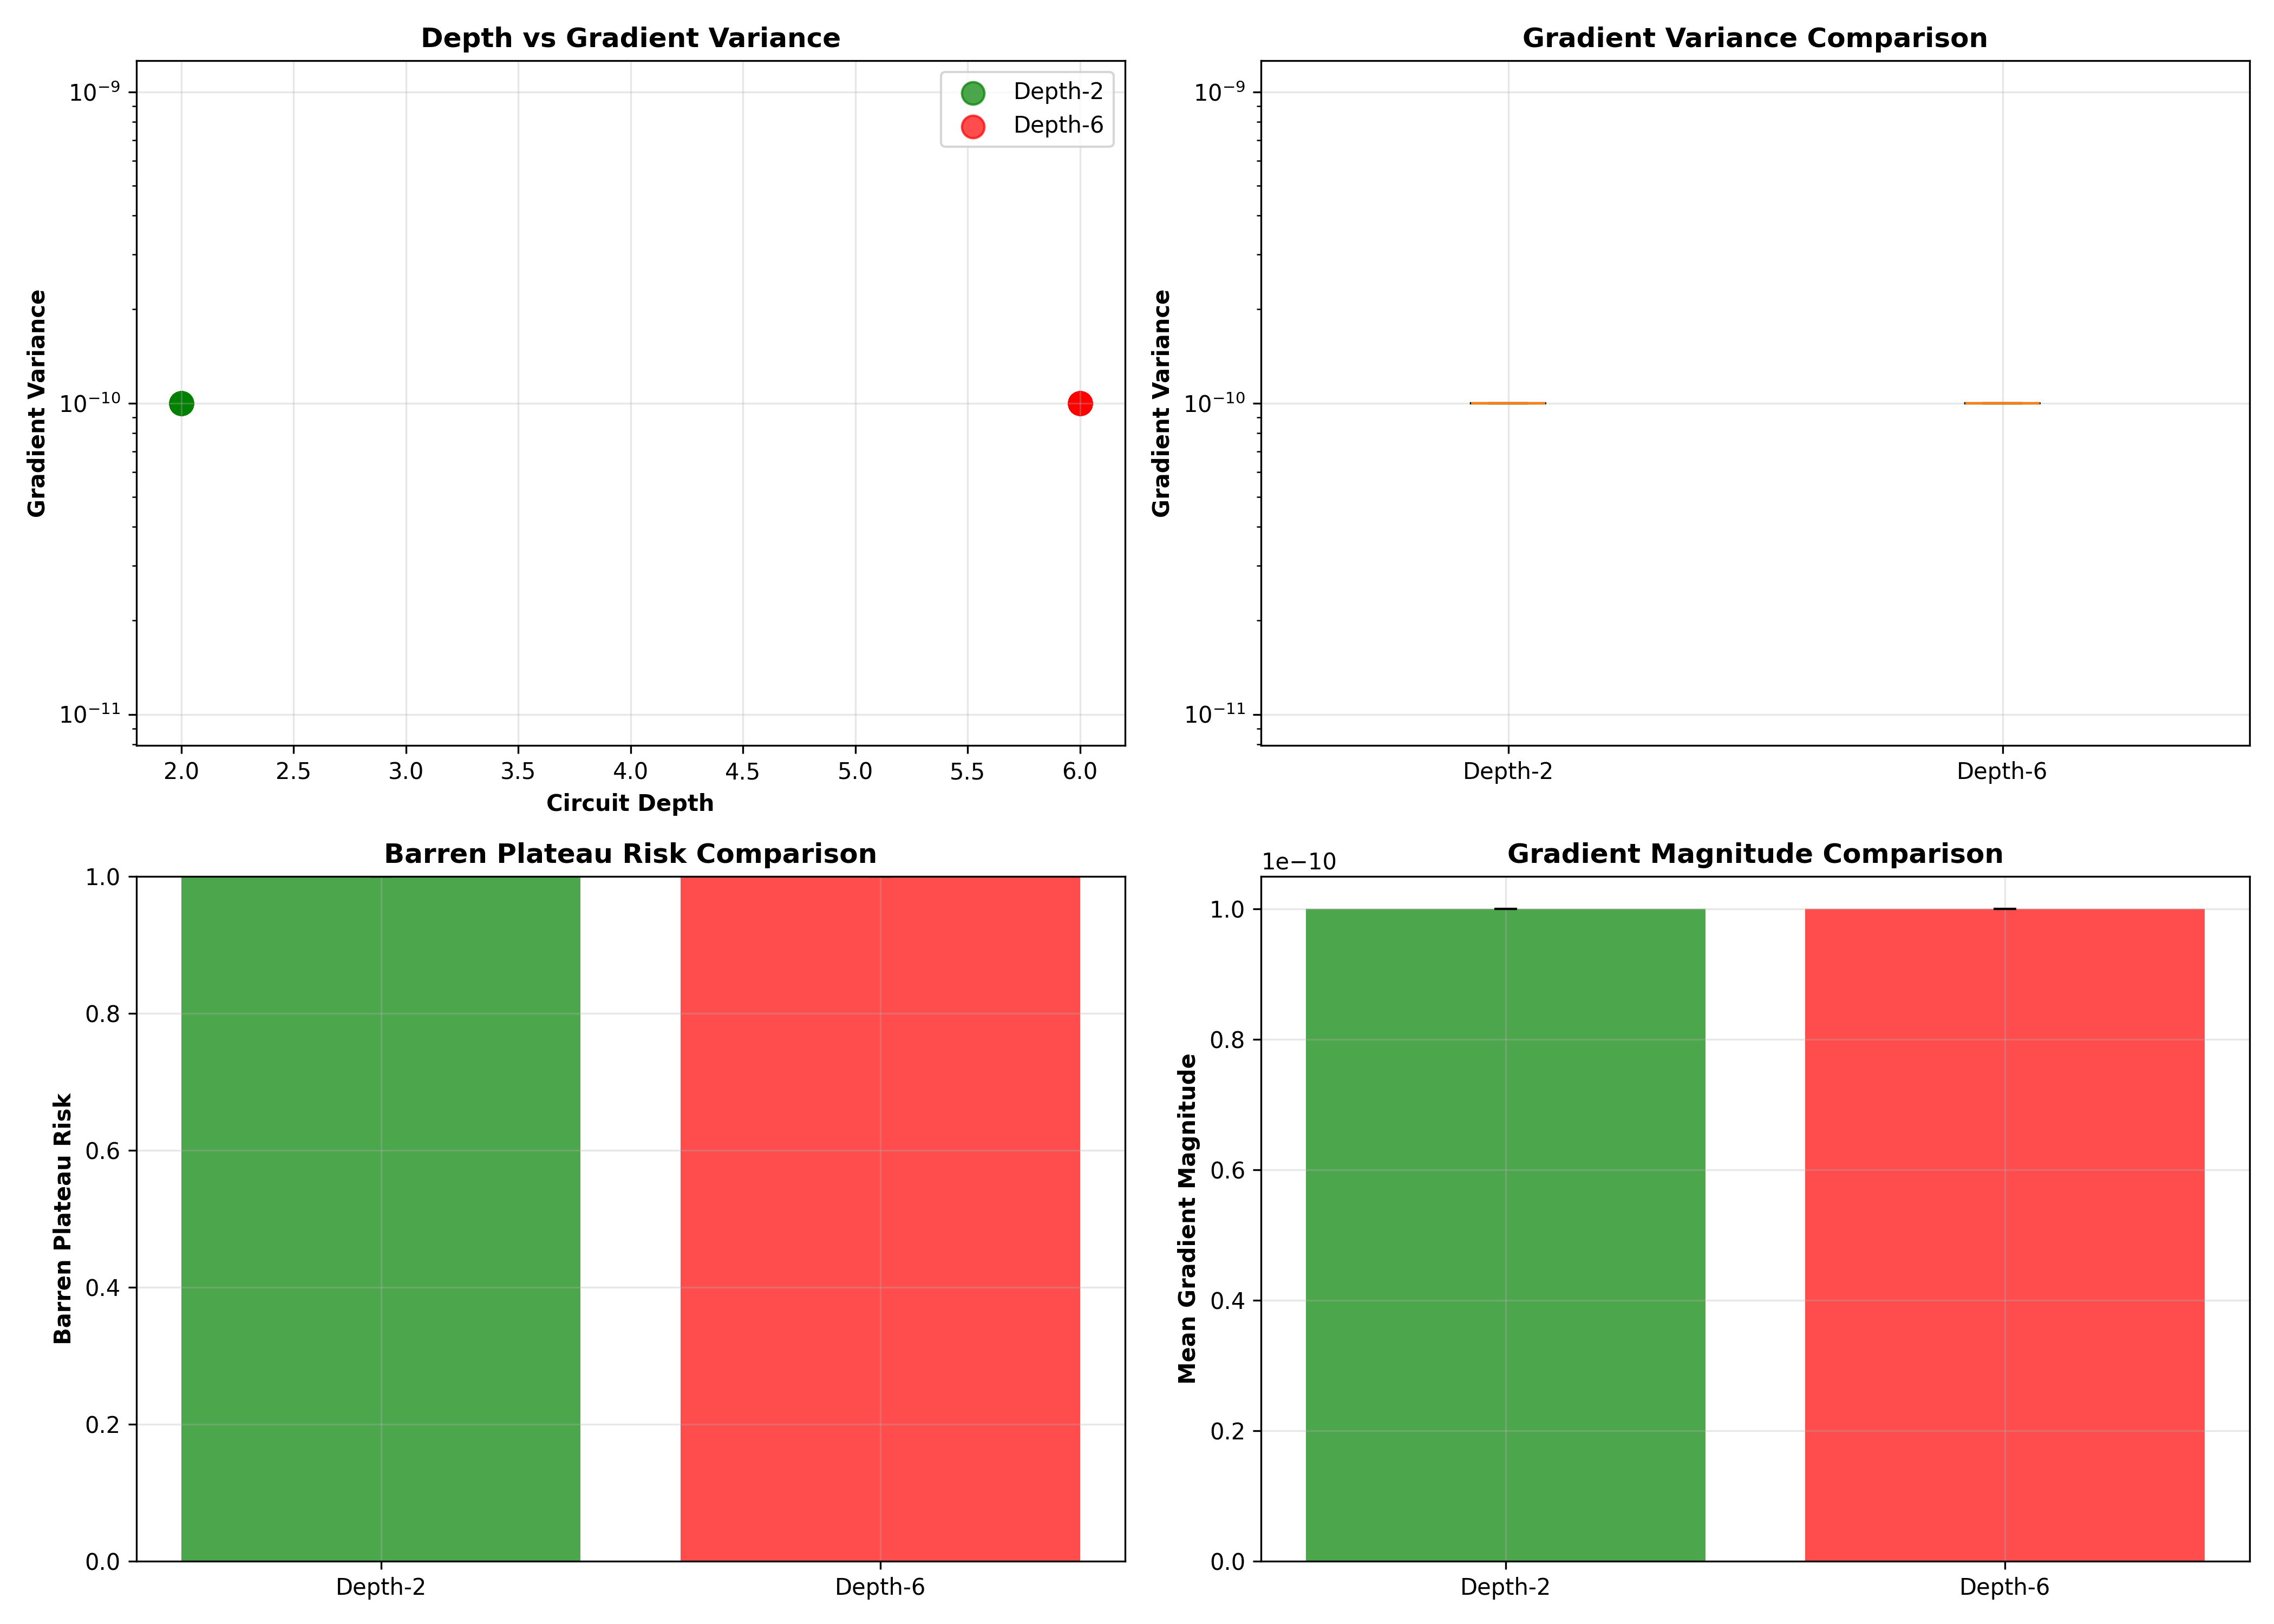 Depth vs Gradient Variance
Gradient Variance
10⁻⁹
10⁻¹⁰
10⁻¹¹
Depth-2
Depth-6
2.0 2.5 3.0 3.5 4.0 4.5 5.0 5.5 6.0
Circuit Depth
Gradient Variance Comparison
Gradient Variance
10⁻⁹
10⁻¹⁰
10⁻¹¹
Depth-2 Depth-6
Barren Plateau Risk Comparison
Barren Plateau Risk
1.0
0.8
0.6
0.4
0.2
0.0
Depth-2 Depth-6
Gradient Magnitude Comparison
1e−10
Mean Gradient Magnitude
1.0
0.8
0.6
0.4
0.2
0.0
Depth-2 Depth-6